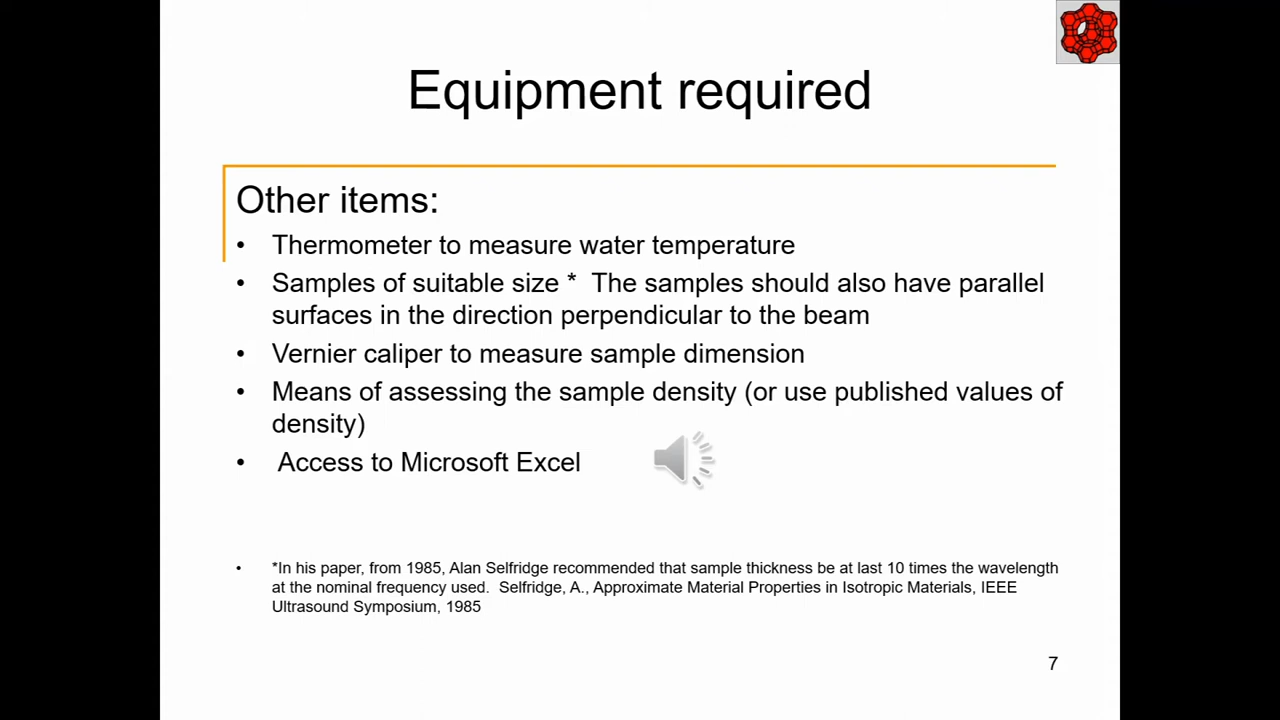 Equipment required
Other items:
• Thermometer to measure water temperature
• Samples of suitable size * The samples should also have parallel
surfaces in the direction perpendicular to the beam
• Vernier caliper to measure sample dimension
• Means of assessing the sample density (or use published values of
density)
• Access to Microsoft Excel
• *In his paper, from 1985, Alan Selfridge recommended that sample thickness be at last 10 times the wavelength
at the nominal frequency used. Selfridge, A., Approximate Material Properties in Isotropic Materials, IEEE
Ultrasound Symposium, 1985
7